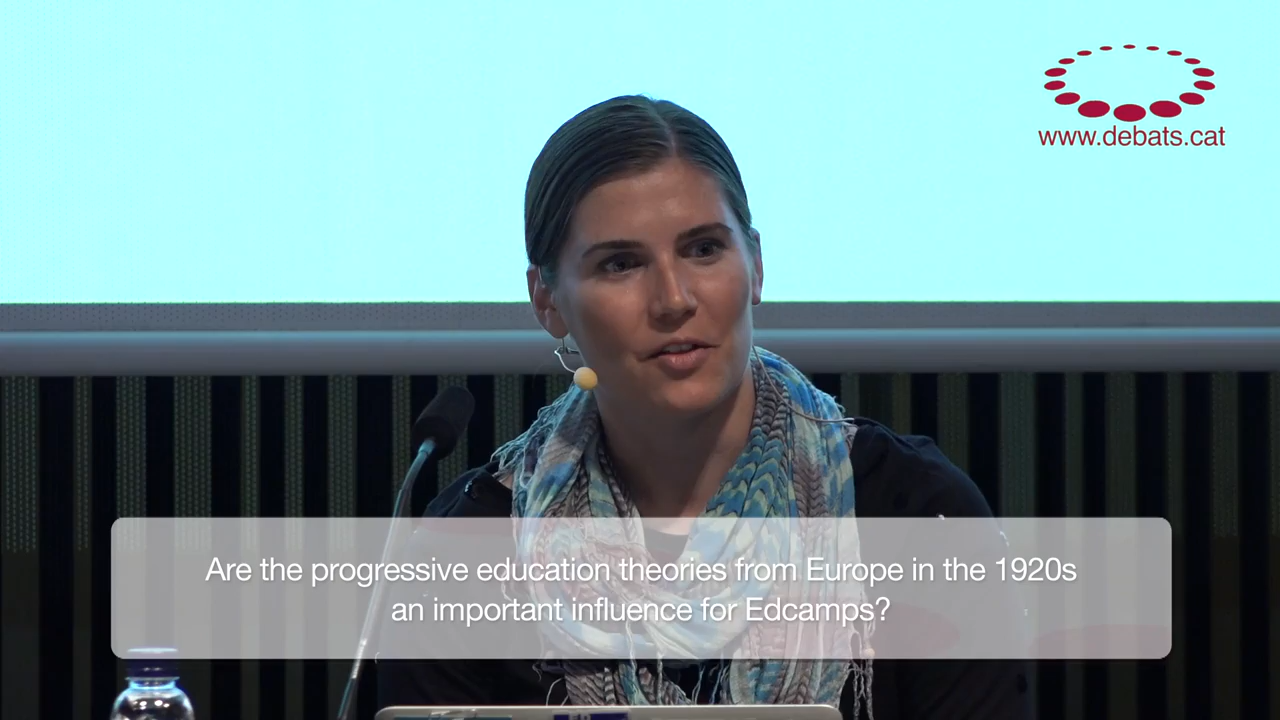 www.debats.cat
Are the progressive education theories from Europe in the 1920s
an important influence for Edcamps?